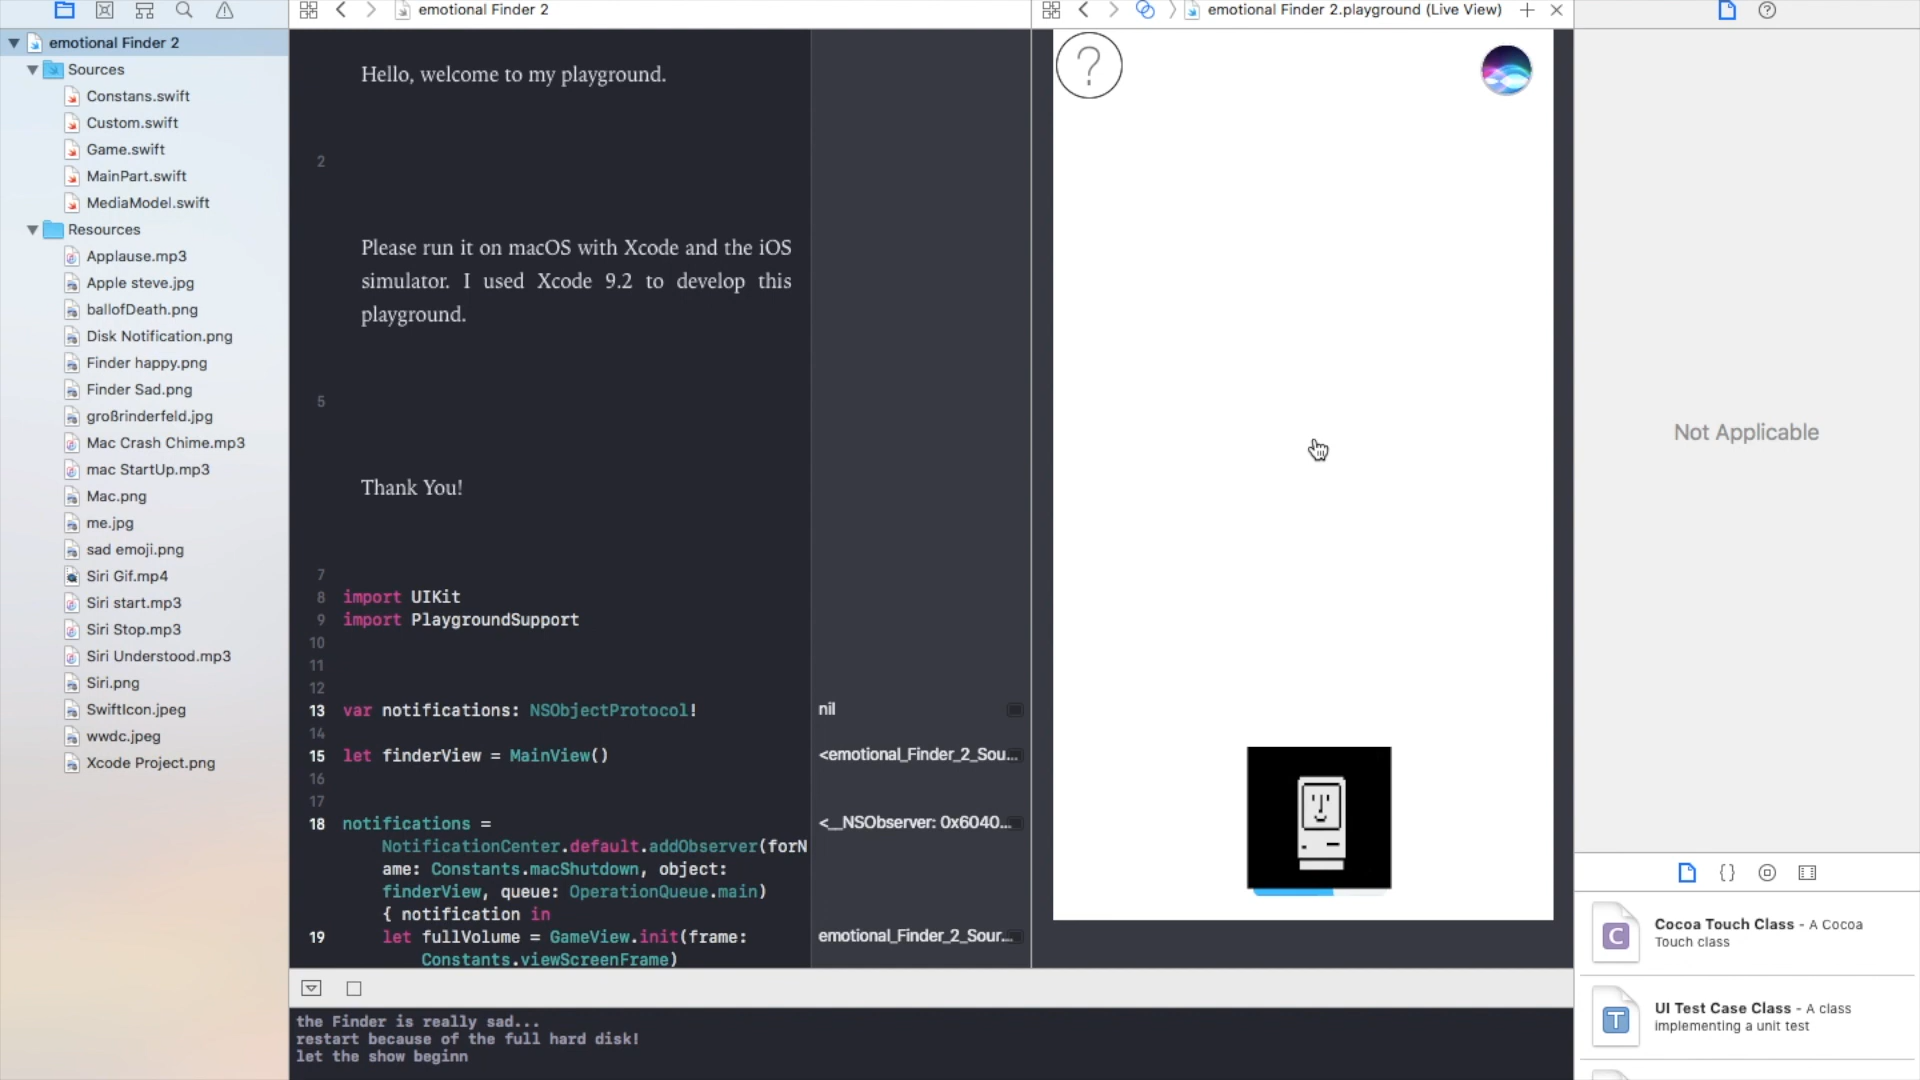 emotional Finder 2
emotional Finder 2.playground (Live View)
emotional Finder 2
Sources
Constans.swift
Custom.swift
Game.swift
MainPart.swift
MediaModel.swift
Resources
Applause.mp3
Apple steve.jpg
ballofDeath.png
Disk Notification.png
Finder happy.png
Finder Sad.png
großrinderfeld.jpg
Mac Crash Chime.mp3
mac StartUp.mp3
Mac.png
me.jpg
sad emoji.png
Siri Gif.mp4
Siri start.mp3
Siri Stop.mp3
Siri Understood.mp3
Siri.png
SwiftIcon.jpeg
wwdc.jpeg
Xcode Project.png
Hello, welcome to my playground.
2
Please run it on macOS with Xcode and the iOS
simulator. I used Xcode 9.2 to develop this
playground.
5
Thank You!
7
8 import UIKit
9 import PlaygroundSupport
10
11
12
13 var notifications: NSObjectProtocol!
14
15 let finderView = MainView()
16
17
18 notifications =
NotificationCenter.default.addObserver(forN
ame: Constants.macShutdown, object:
finderView, queue: OperationQueue.main)
{ notification in
19 let fullVolume = GameView.init(frame:
Constants.viewScreenFrame)
nil
<emotional_Finder_2_Sou...
<__NSObserver: 0x6040...
emotional_Finder_2_Sour...
the Finder is really sad...
restart because of the full hard disk!
let the show beginn
?
Not Applicable
{}
C
Cocoa Touch Class - A Cocoa
Touch class
T
UI Test Case Class - A class
implementing a unit test